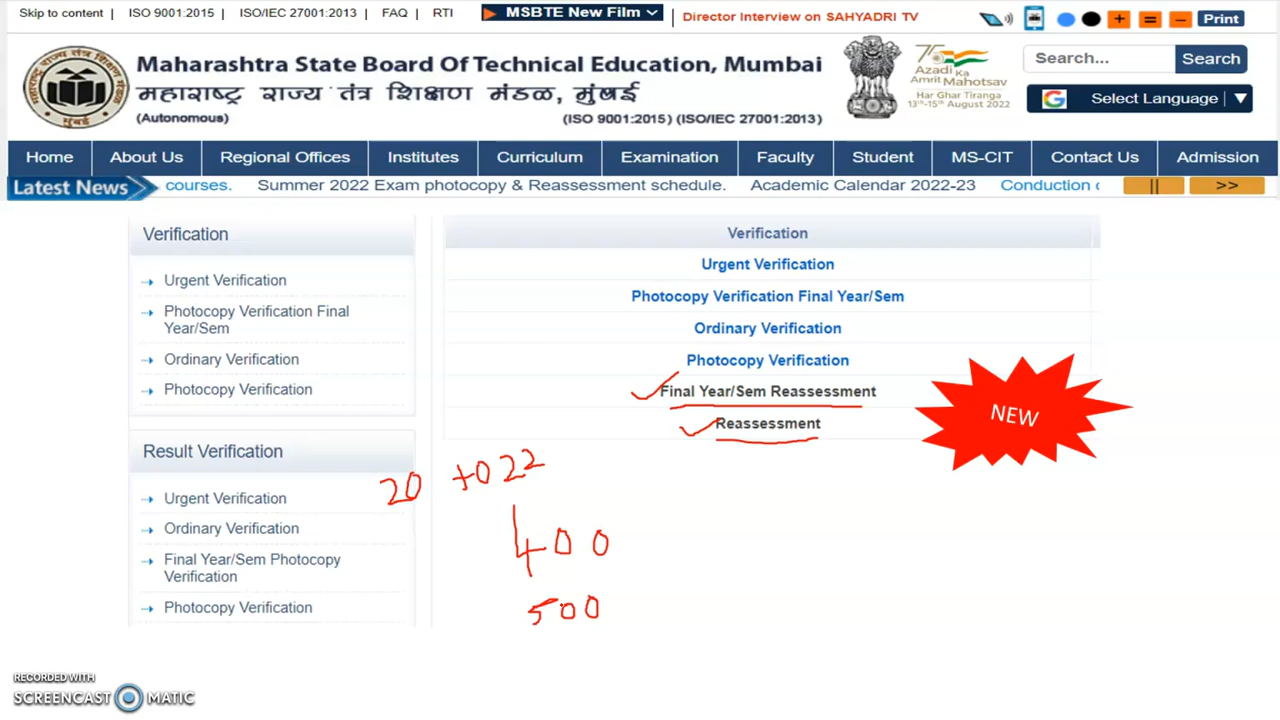 Skip to content | ISO 9001:2015 | ISO/IEC 27001:2013 | FAQ | RTI MSBTE New Film Director Interview on SAHYADRI TV + = − Print
Maharashtra State Board Of Technical Education, Mumbai
महाराष्ट्र राज्य तंत्र शिक्षण मंडळ, मुंबई
(Autonomous) (ISO 9001:2015) (ISO/IEC 27001:2013)
75
Azadi Ka
Amrit Mahotsav
Har Ghar Tiranga
13th-15th August 2022
Search... Search
G Select Language
Home About Us Regional Offices Institutes Curriculum Examination Faculty Student MS-CIT Contact Us Admission
Latest News courses. Summer 2022 Exam photocopy & Reassessment schedule. Academic Calendar 2022-23 Conduction || >>
Verification
Urgent Verification
Photocopy Verification Final
Year/Sem
Ordinary Verification
Photocopy Verification
Result Verification
Urgent Verification
Ordinary Verification
Final Year/Sem Photocopy
Verification
Photocopy Verification
Verification
Urgent Verification
Photocopy Verification Final Year/Sem
Ordinary Verification
Photocopy Verification
Final Year/Sem Reassessment
Reassessment
NEW
20 +022
400
500
RECORDED WITH
SCREENCAST MATIC